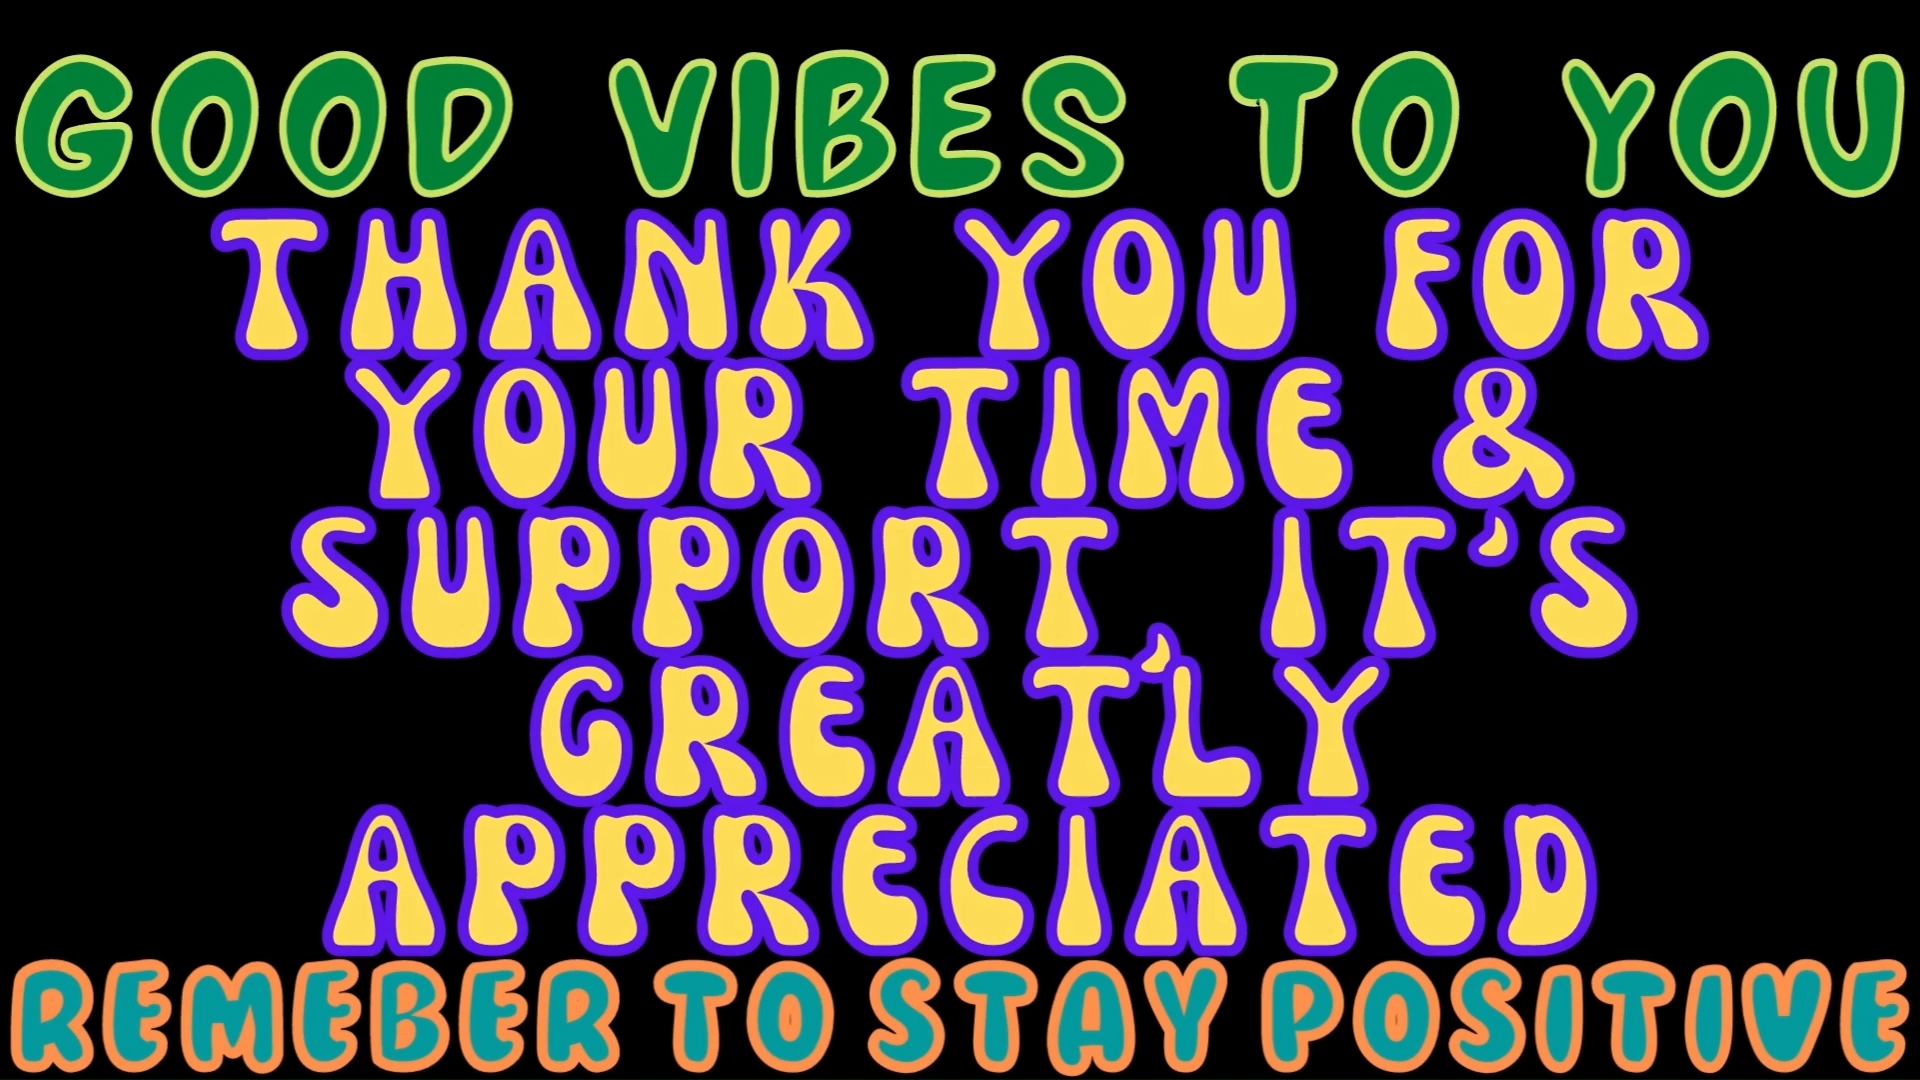 GOOD VIBES TO YOU
THANK YOU FOR
YOUR TIME &
SUPPORT, IT'S
GREATLY
APPRECIATED
REMEBER TO STAY POSITIVE